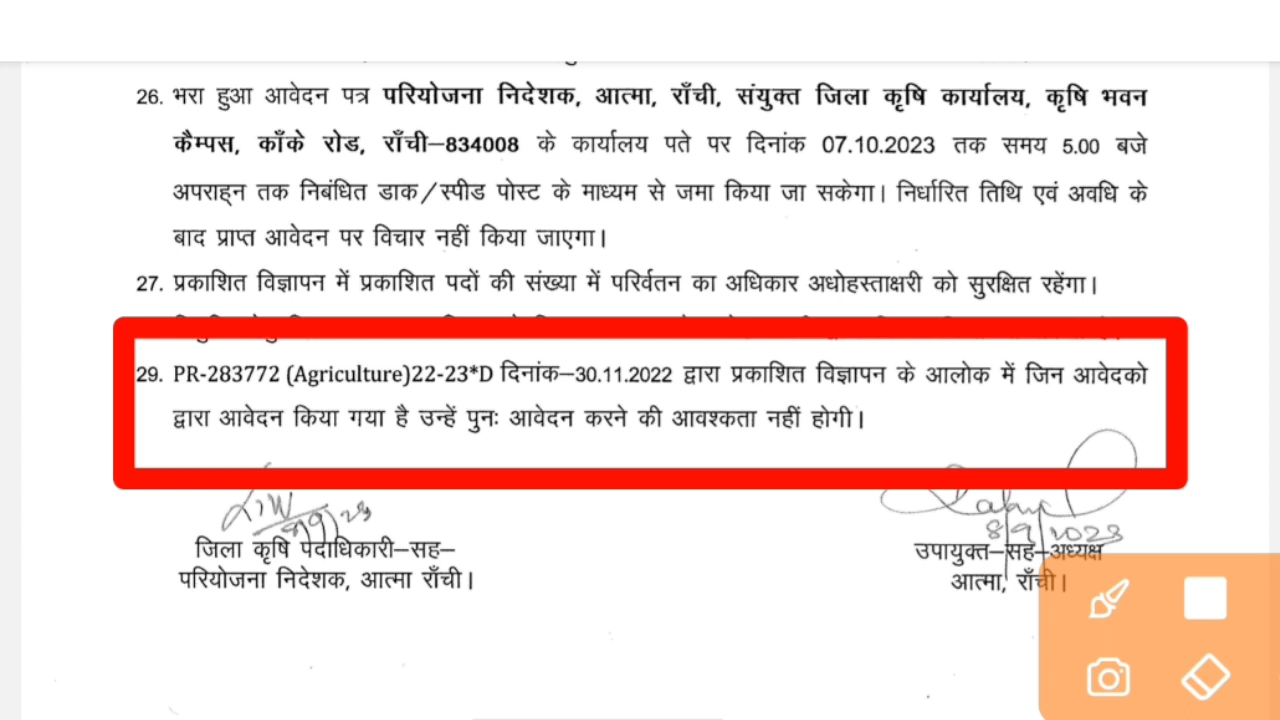 26. भरा हुआ आवेदन पत्र परियोजना निदेशक, आत्मा, राँची, संयुक्त जिला कृषि कार्यालय, कृषि भवन
कैम्पस, काँके रोड, राँची–834008 के कार्यालय पते पर दिनांक 07.10.2023 तक समय 5.00 बजे
अपराह्न तक निबंधित डाक/स्पीड पोस्ट के माध्यम से जमा किया जा सकेगा। निर्धारित तिथि एवं अवधि के
बाद प्राप्त आवेदन पर विचार नहीं किया जाएगा।
27. प्रकाशित विज्ञापन में प्रकाशित पदों की संख्या में परिर्वतन का अधिकार अधोहस्ताक्षरी को सुरक्षित रहेंगा।
29. PR-283772 (Agriculture)22-23*D दिनांक–30.11.2022 द्वारा प्रकाशित विज्ञापन के आलोक में जिन आवेदको
द्वारा आवेदन किया गया है उन्हें पुनः आवेदन करने की आवश्कता नहीं होगी।
8/9/2023
जिला कृषि पदाधिकारी–सह–
परियोजना निदेशक, आत्मा राँची।
उपायुक्त–सह–अध्यक्ष
आत्मा, राँची।